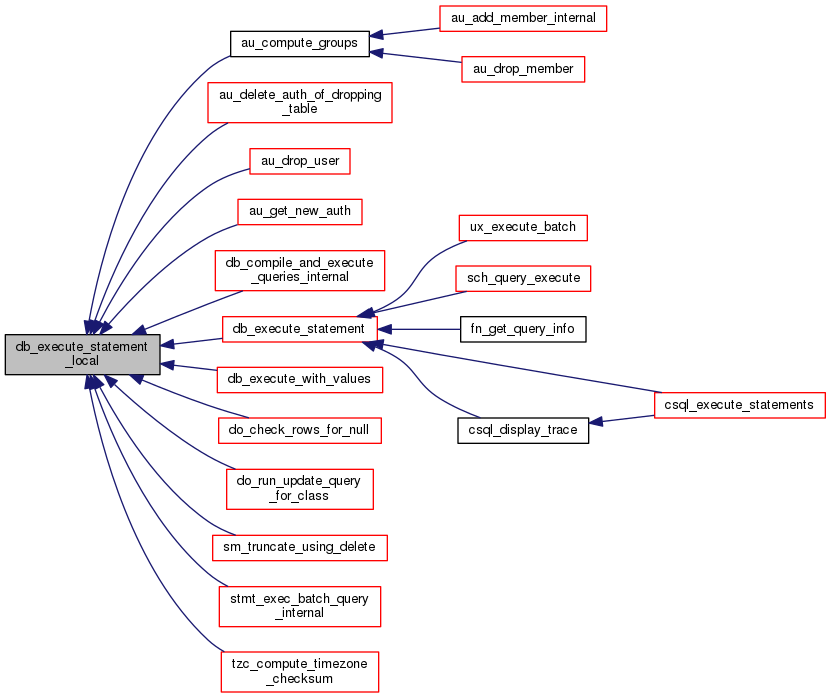 au_add_member_internal
au_compute_groups
au_drop_member
au_delete_auth_of_dropping
_table
au_drop_user
au_get_new_auth
ux_execute_batch
db_compile_and_execute
_queries_internal
sch_query_execute
db_execute_statement
fn_get_query_info
db_execute_statement
_local
db_execute_with_values
csql_execute_statements
do_check_rows_for_null
csql_display_trace
do_run_update_query
_for_class
sm_truncate_using_delete
stmt_exec_batch_query
_internal
tzc_compute_timezone
_checksum